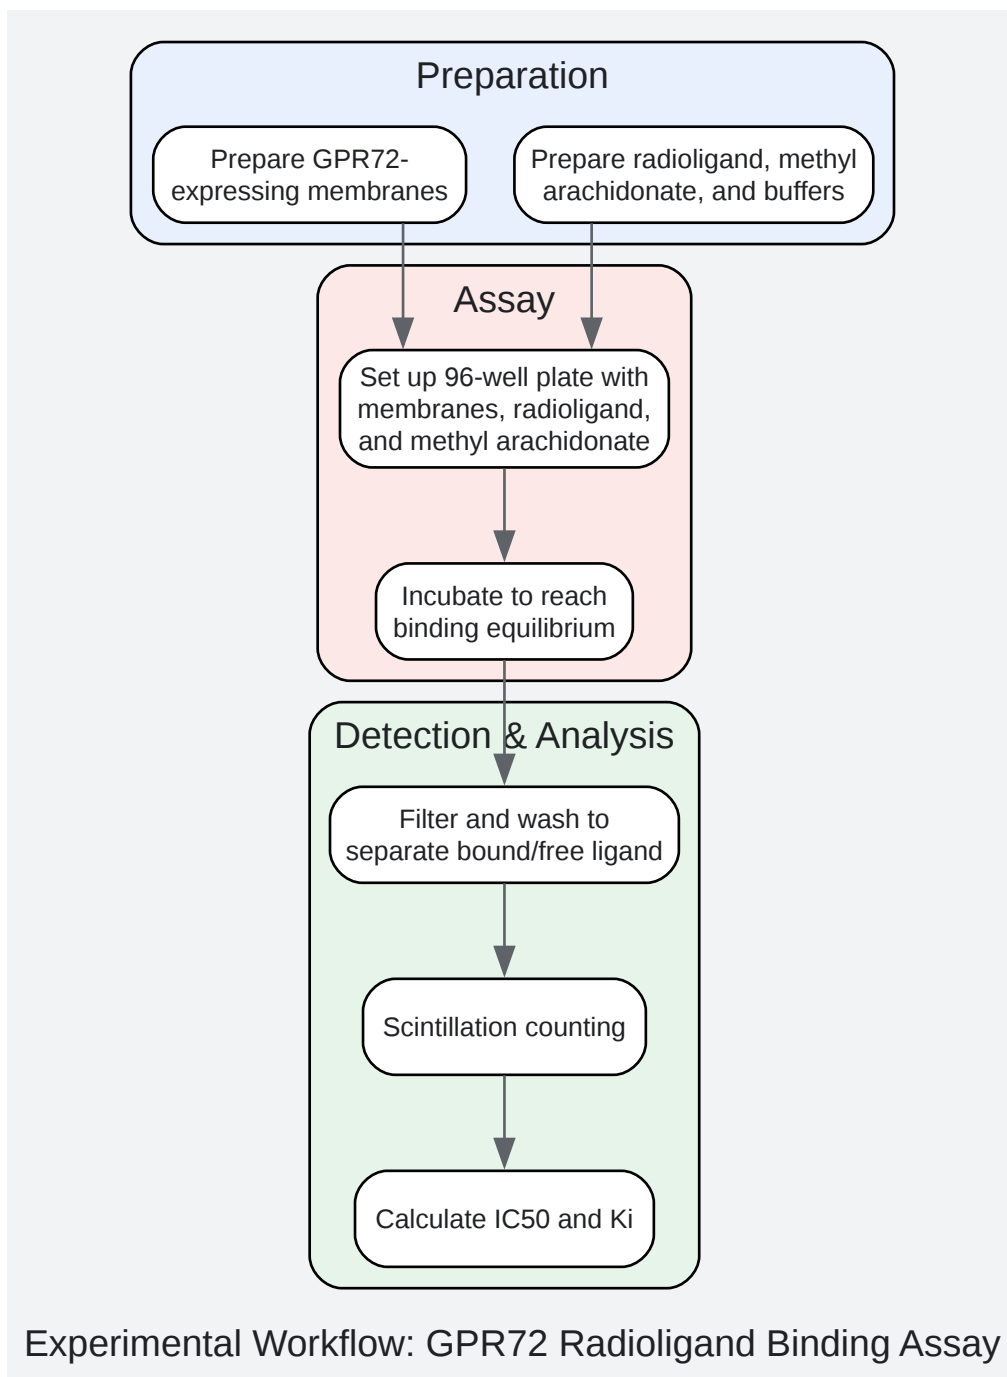 Preparation
Prepare GPR72-
expressing membranes
Prepare radioligand, methyl
arachidonate, and buffers
Assay
Set up 96-well plate with
membranes, radioligand,
and methyl arachidonate
Incubate to reach
binding equilibrium
Detection & Analysis
Filter and wash to
separate bound/free ligand
Scintillation counting
Calculate IC50 and Ki
Experimental Workflow: GPR72 Radioligand Binding Assay